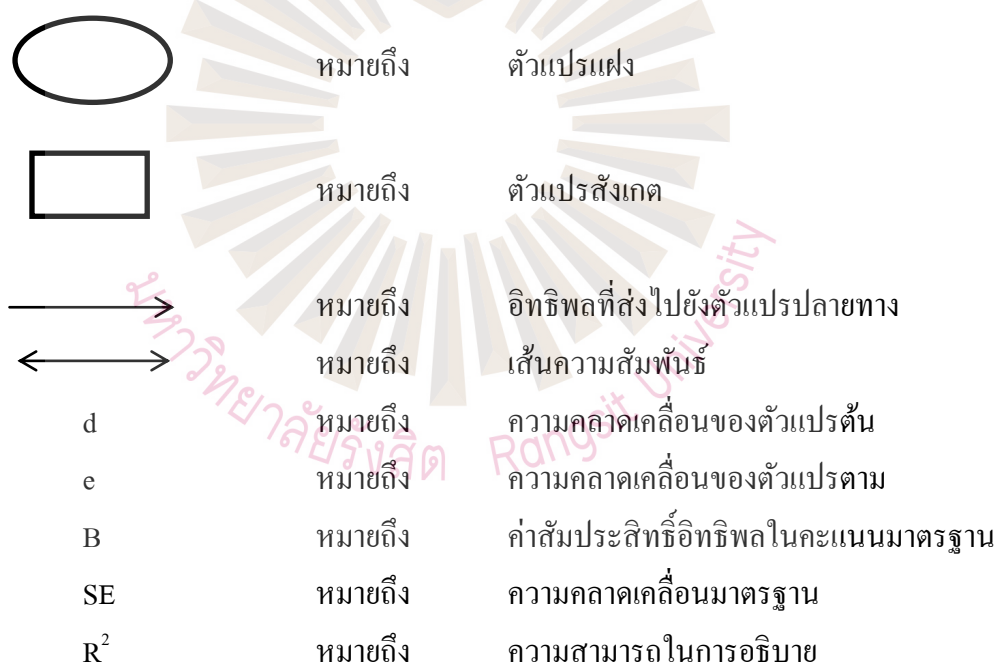 หมายถึง ตัวแปรแฝง
หมายถึง ตัวแปรสังเกต
หมายถึง อิทธิพลที่ส่งไปยังตัวแปรปลายทาง
หมายถึง เส้นความสัมพันธ์
d หมายถึง ความคลาดเคลื่อนของตัวแปรต้น
e หมายถึง ความคลาดเคลื่อนของตัวแปรตาม
B หมายถึง ค่าสัมประสิทธิ์อิทธิพลในคะแนนมาตรฐาน
SE หมายถึง ความคลาดเคลื่อนมาตรฐาน
R² หมายถึง ความสามารถในการอธิบาย
มหาวิทยาลัยรังสิต Rangsit University